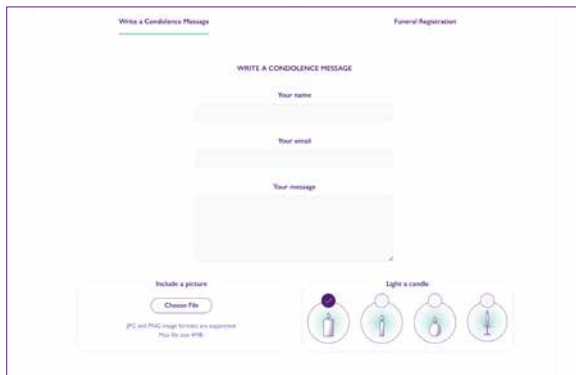 Write a Condolence Message
Funeral Registration
WRITE A CONDOLENCE MESSAGE
Your name
Your email
Your message
Include a picture
Light a candle
Choose File
JPG and PNG image formats are supported
Max file size 4MB